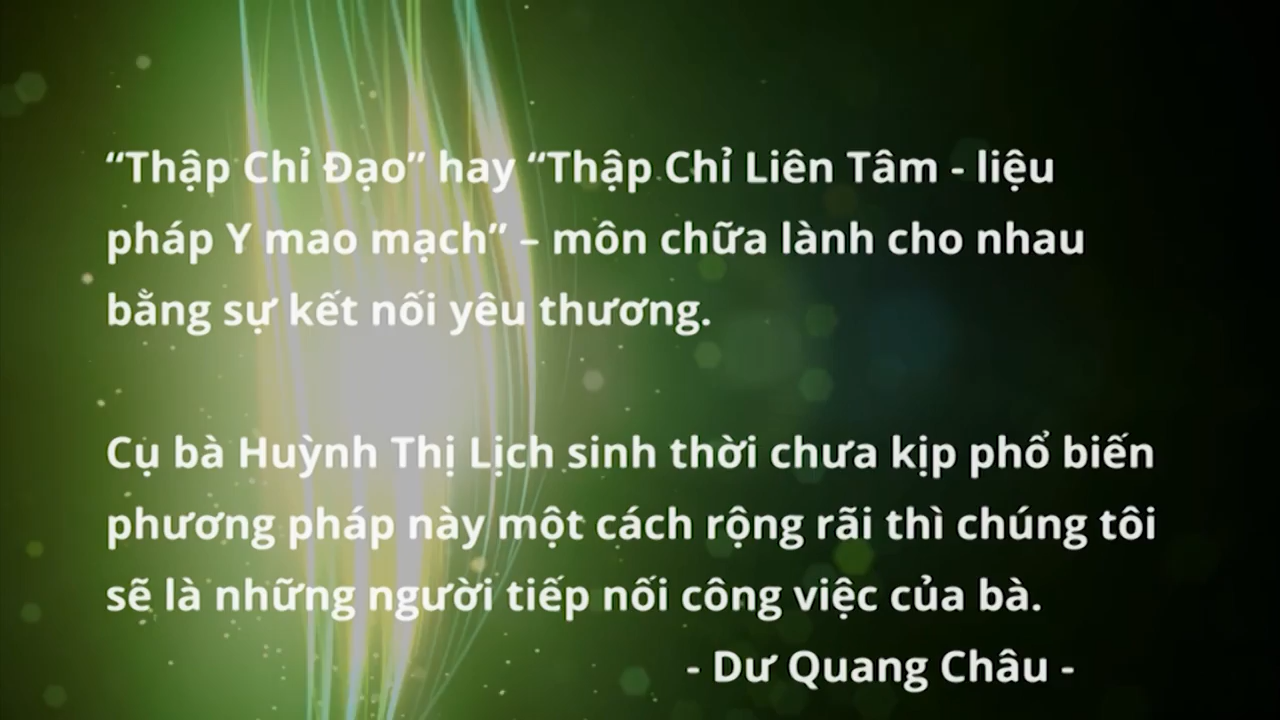 “Thập Chỉ Đạo” hay “Thập Chỉ Liên Tâm - liệu
pháp Y mao mạch” – môn chữa lành cho nhau
bằng sự kết nối yêu thương.
Cụ bà Huỳnh Thị Lịch sinh thời chưa kịp phổ biến
phương pháp này một cách rộng rãi thì chúng tôi
sẽ là những người tiếp nối công việc của bà.
- Dư Quang Châu -